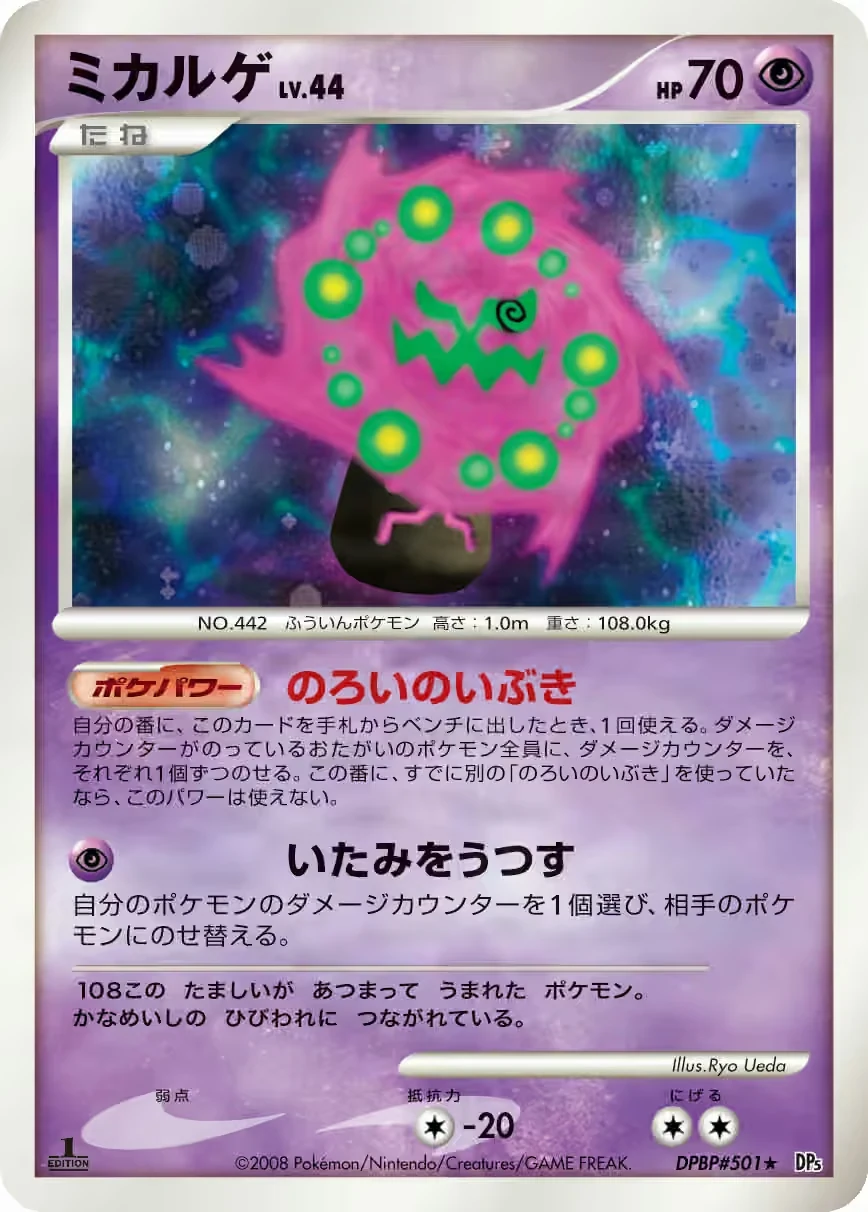 ミカルゲ LV.44 HP 70
たね
NO.442 ふういんポケモン 高さ:1.0m 重さ:108.0kg
ポケパワー のろいのいぶき
自分の番に、このカードを手札からベンチに出したとき、1回使える。ダメージ
カウンターがのっているおたがいのポケモン全員に、ダメージカウンターを、
それぞれ1個ずつのせる。この番に、すでに別の「のろいのいぶき」を使っていた
なら、このパワーは使えない。
いたみをうつす
自分のポケモンのダメージカウンターを1個選び、相手のポケ
モンにのせ替える。
108この たましいが あつまって うまれた ポケモン。
かなめいしの ひびわれに つながれている。
Illus.Ryo Ueda
弱点 抵抗力 にげる
-20
1 EDITION ©2008 Pokémon/Nintendo/Creatures/GAME FREAK. DPBP#501★ DP5